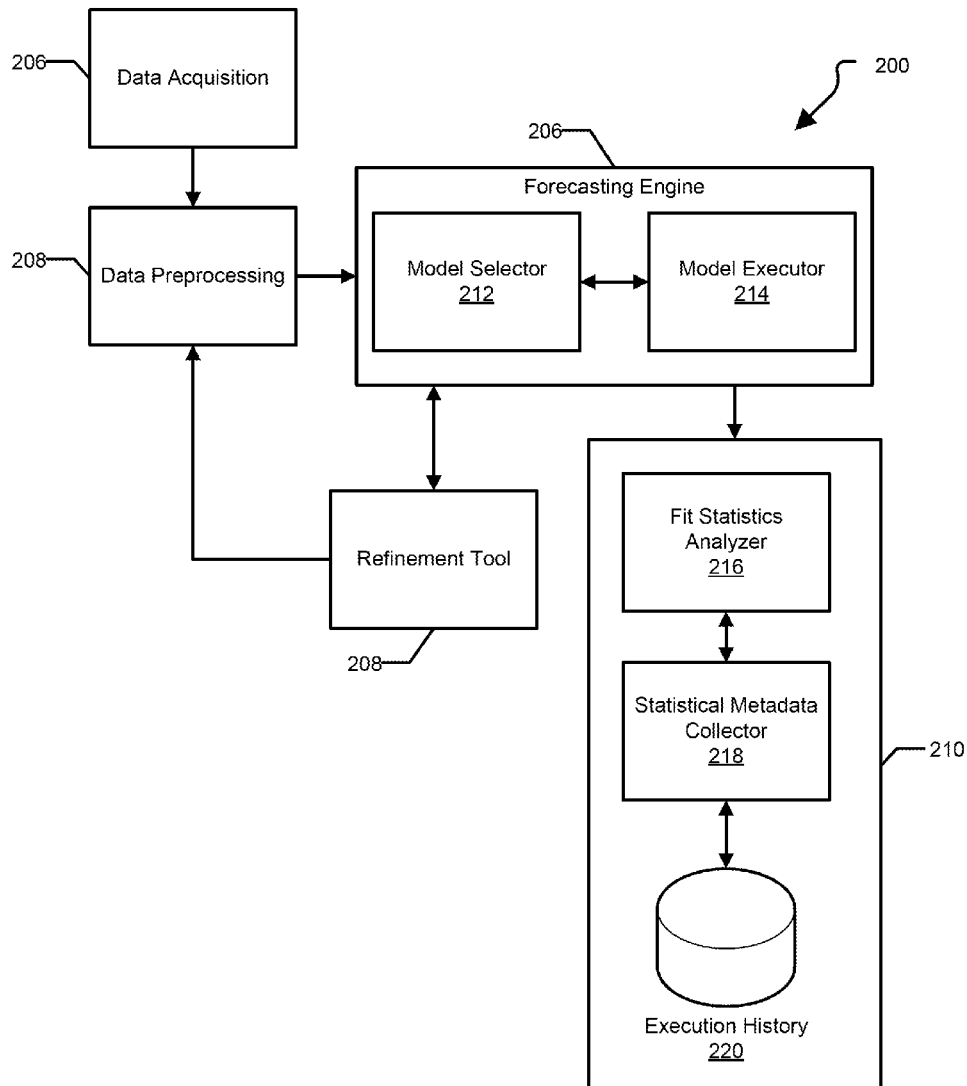 206
Data Acquisition
200
206
Forecasting Engine
208
Data Preprocessing
Model Selector
212
Model Executor
214
Refinement Tool
208
Fit Statistics
Analyzer
216
Statistical Metadata
Collector
218
210
Execution History
220